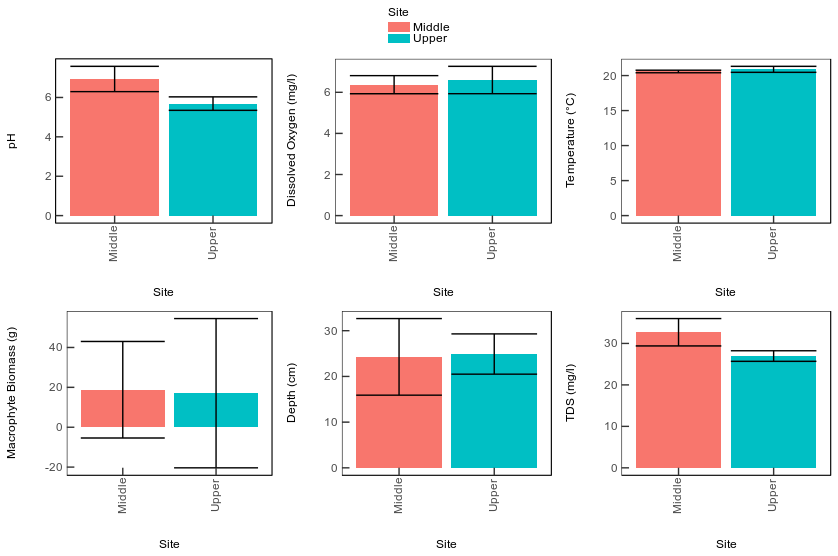 Site
Middle
Upper
pH
6
4
2
0
Middle
Upper
Site
Dissolved Oxygen (mg/l)
6
4
2
0
Middle
Upper
Site
Temperature (°C)
20
15
10
5
0
Middle
Upper
Site
Macrophyte Biomass (g)
40
20
0
-20
Middle
Upper
Site
Depth (cm)
30
20
10
0
Middle
Upper
Site
TDS (mg/l)
30
20
10
0
Middle
Upper
Site